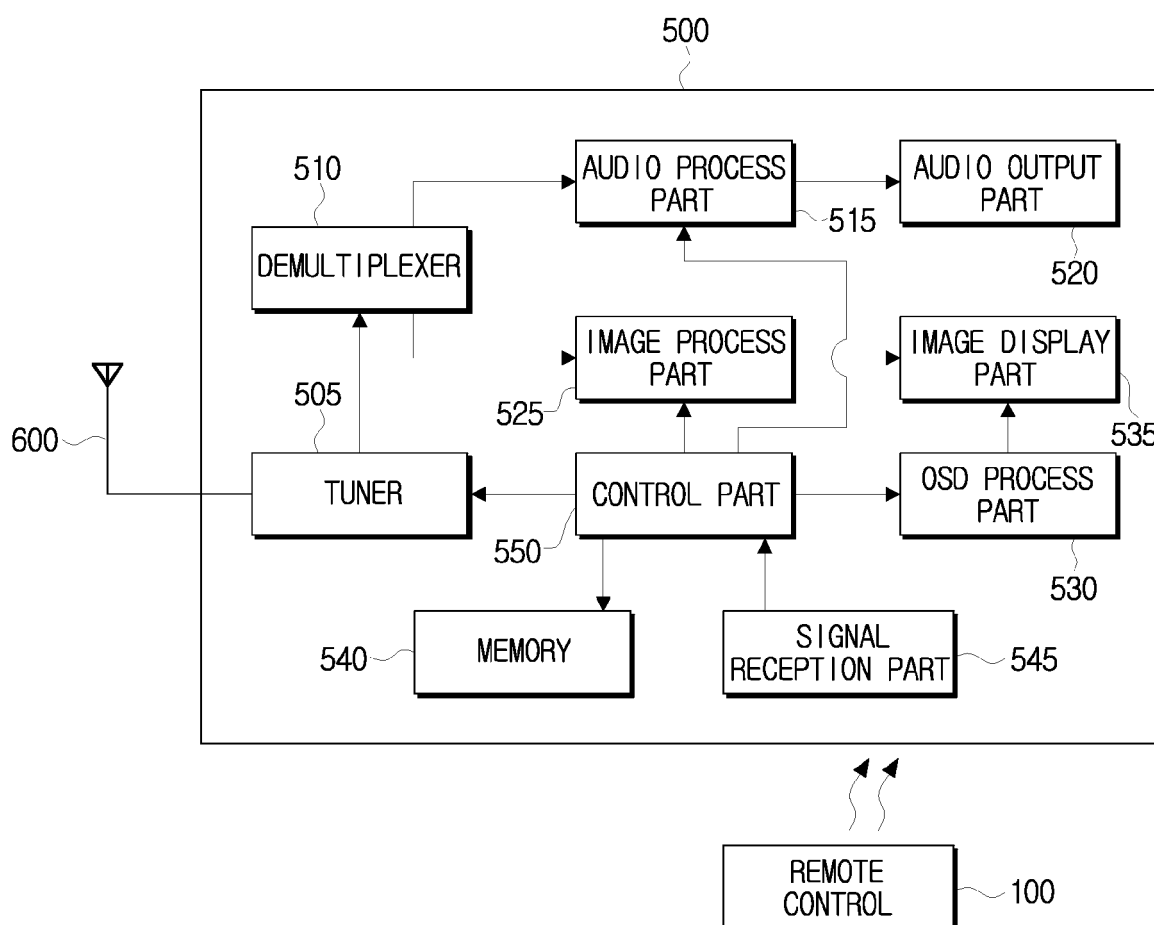 500
510
AUDIO PROCESS
PART
AUDIO OUTPUT
PART
515
DEMULTIPLEXER
520
IMAGE PROCESS
PART
IMAGE DISPLAY
PART
505
525
535
600
TUNER
CONTROL PART
OSD PROCESS
PART
550
530
540
MEMORY
SIGNAL
RECEPTION PART
545
REMOTE
CONTROL
100